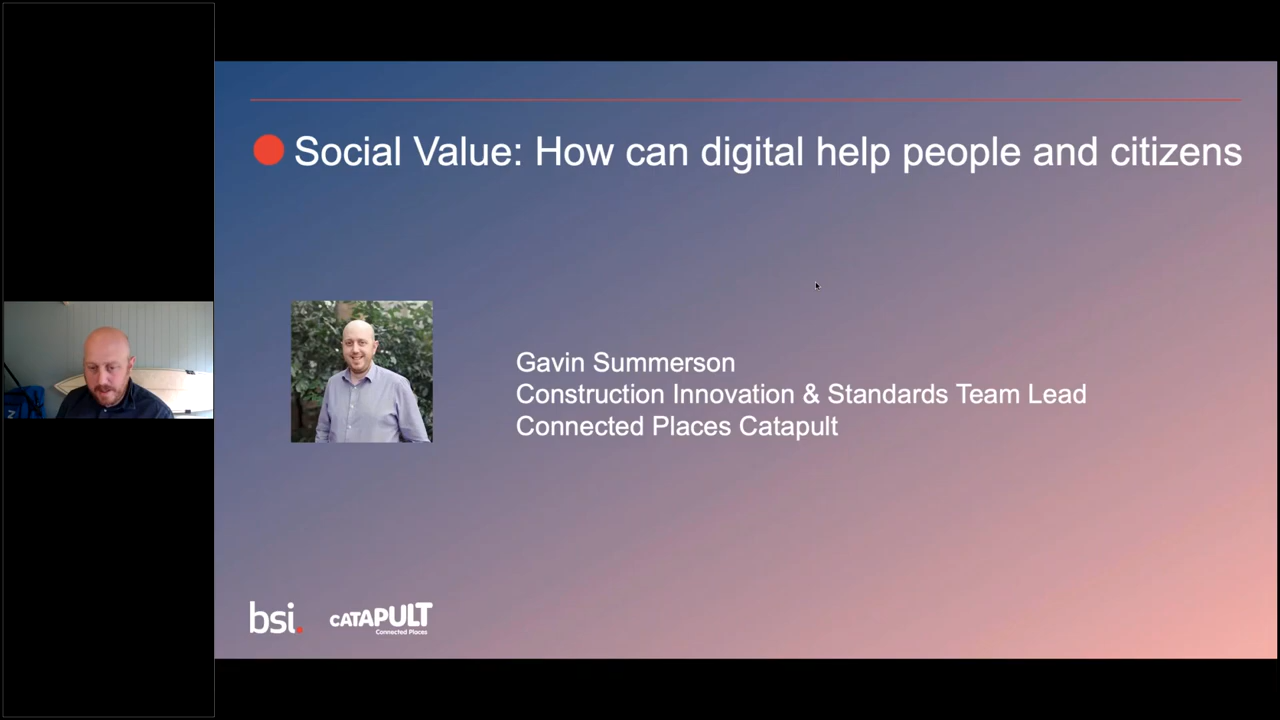 Social Value: How can digital help people and citizens
Gavin Summerson
Construction Innovation & Standards Team Lead
Connected Places Catapult
bsi.
CATAPULT
Connected Places